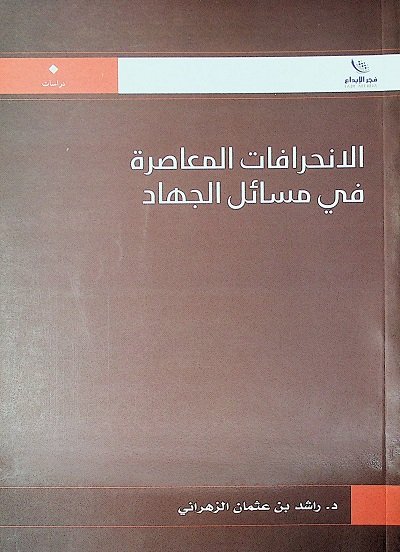 فجر الإبداع
دراسات
الانحرافات المعاصرة
في مسائل الجهاد
د. راشد بن عثمان الزهراني